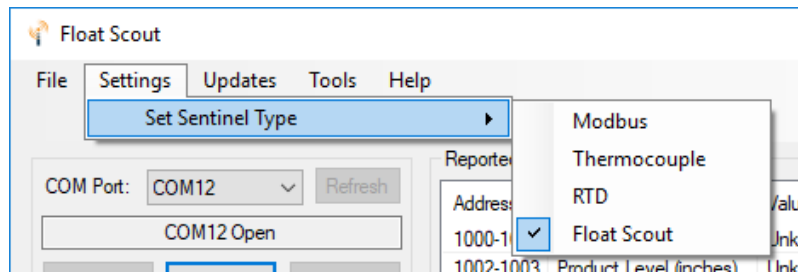 Float Scout
File Settings Updates Tools Help
Set Sentinel Type
Modbus
Thermocouple
RTD
Float Scout
COM Port: COM12 Refresh
COM12 Open
1002-1003 Product Level (inches)